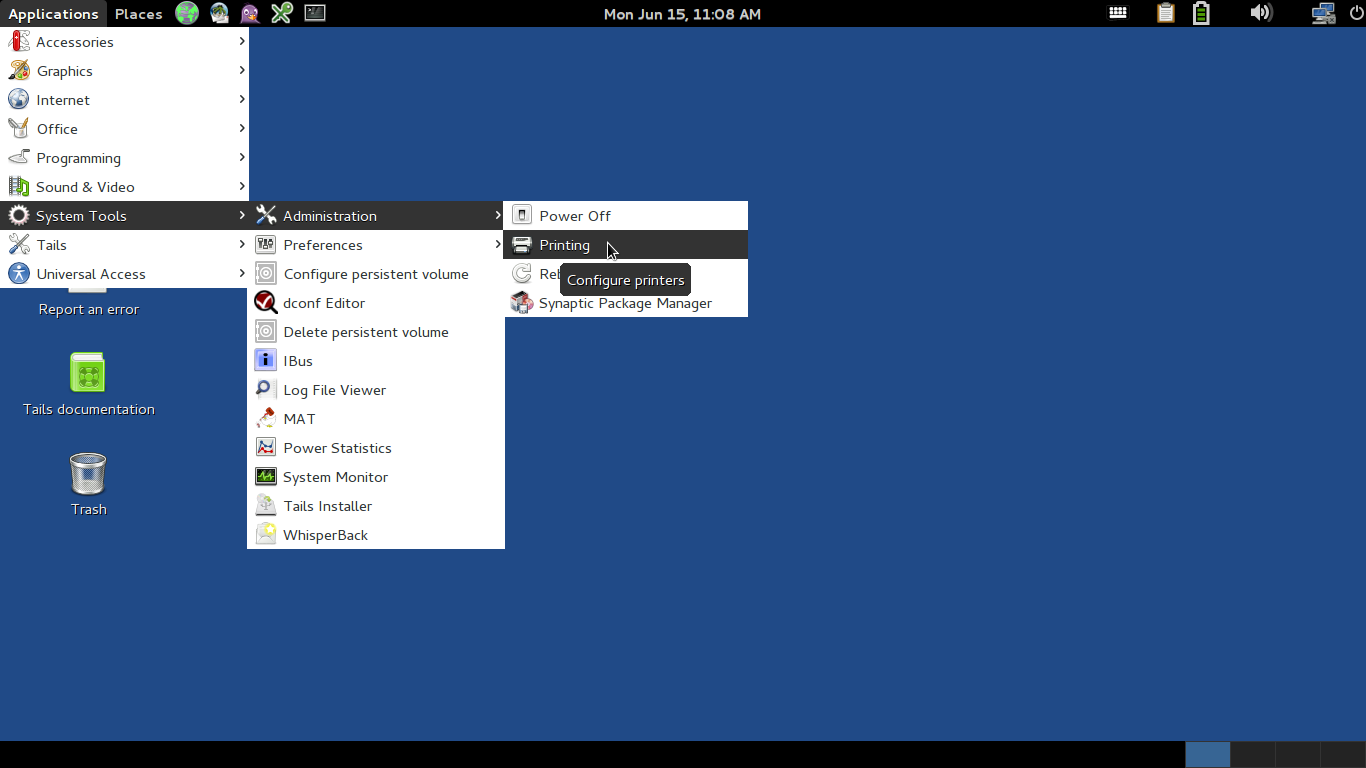 Applications Places Mon Jun 15, 11:08 AM
Accessories
Graphics
Internet
Office
Programming
Sound & Video
System Tools
Tails
Universal Access
Administration
Preferences
Configure persistent volume
dconf Editor
Delete persistent volume
IBus
Log File Viewer
MAT
Power Statistics
System Monitor
Tails Installer
WhisperBack
Power Off
Printing
Configure printers
Synaptic Package Manager
Report an error
Tails documentation
Trash